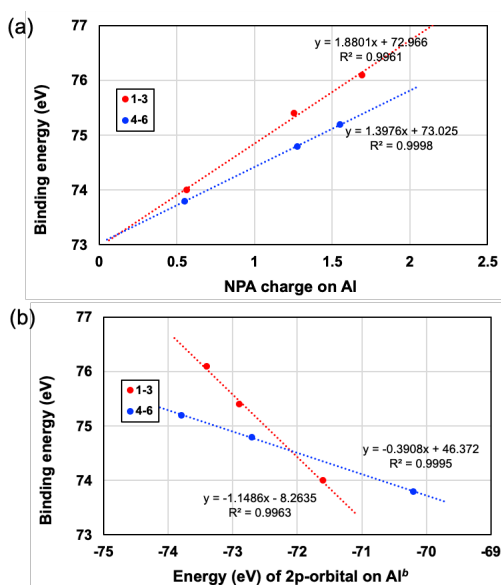 (a)
77
76
75
74
73
Binding energy (eV)
y = 1.8801x + 72.966
R² = 0.9961
1-3
4-6
y = 1.3976x + 73.025
R² = 0.9998
0
0.5
1
1.5
2
2.5
NPA charge on Al
(b)
77
76
75
74
73
Binding energy (eV)
1-3
4-6
y = -0.3908x + 46.372
R² = 0.9995
y = -1.1486x - 8.2635
R² = 0.9963
-75
-74
-73
-72
-71
-70
-69
Energy (eV) of 2p-orbital on Alᵇ